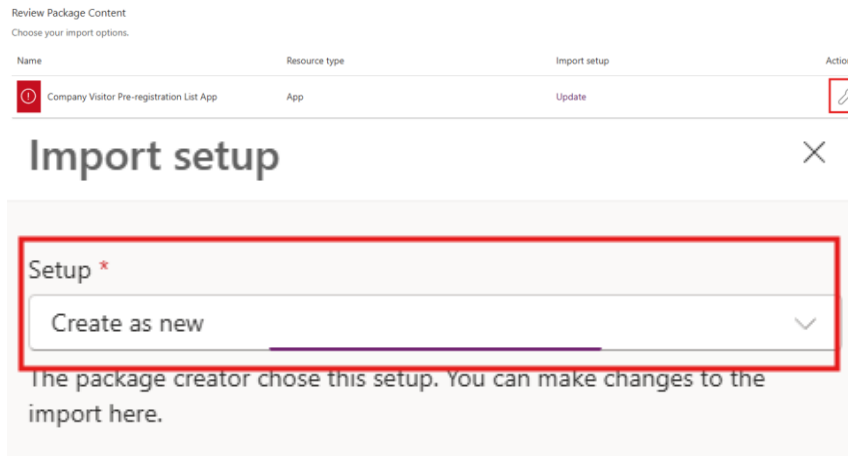 Review Package Content
Choose your import options.
Name Resource type Import setup Action
Company Visitor Pre-registration List App App Update
Import setup
Setup *
Create as new
The package creator chose this setup. You can make changes to the
import here.